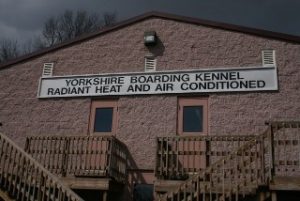 YORKSHIRE BOARDING KENNEL
RADIANT HEAT AND AIR CONDITIONED